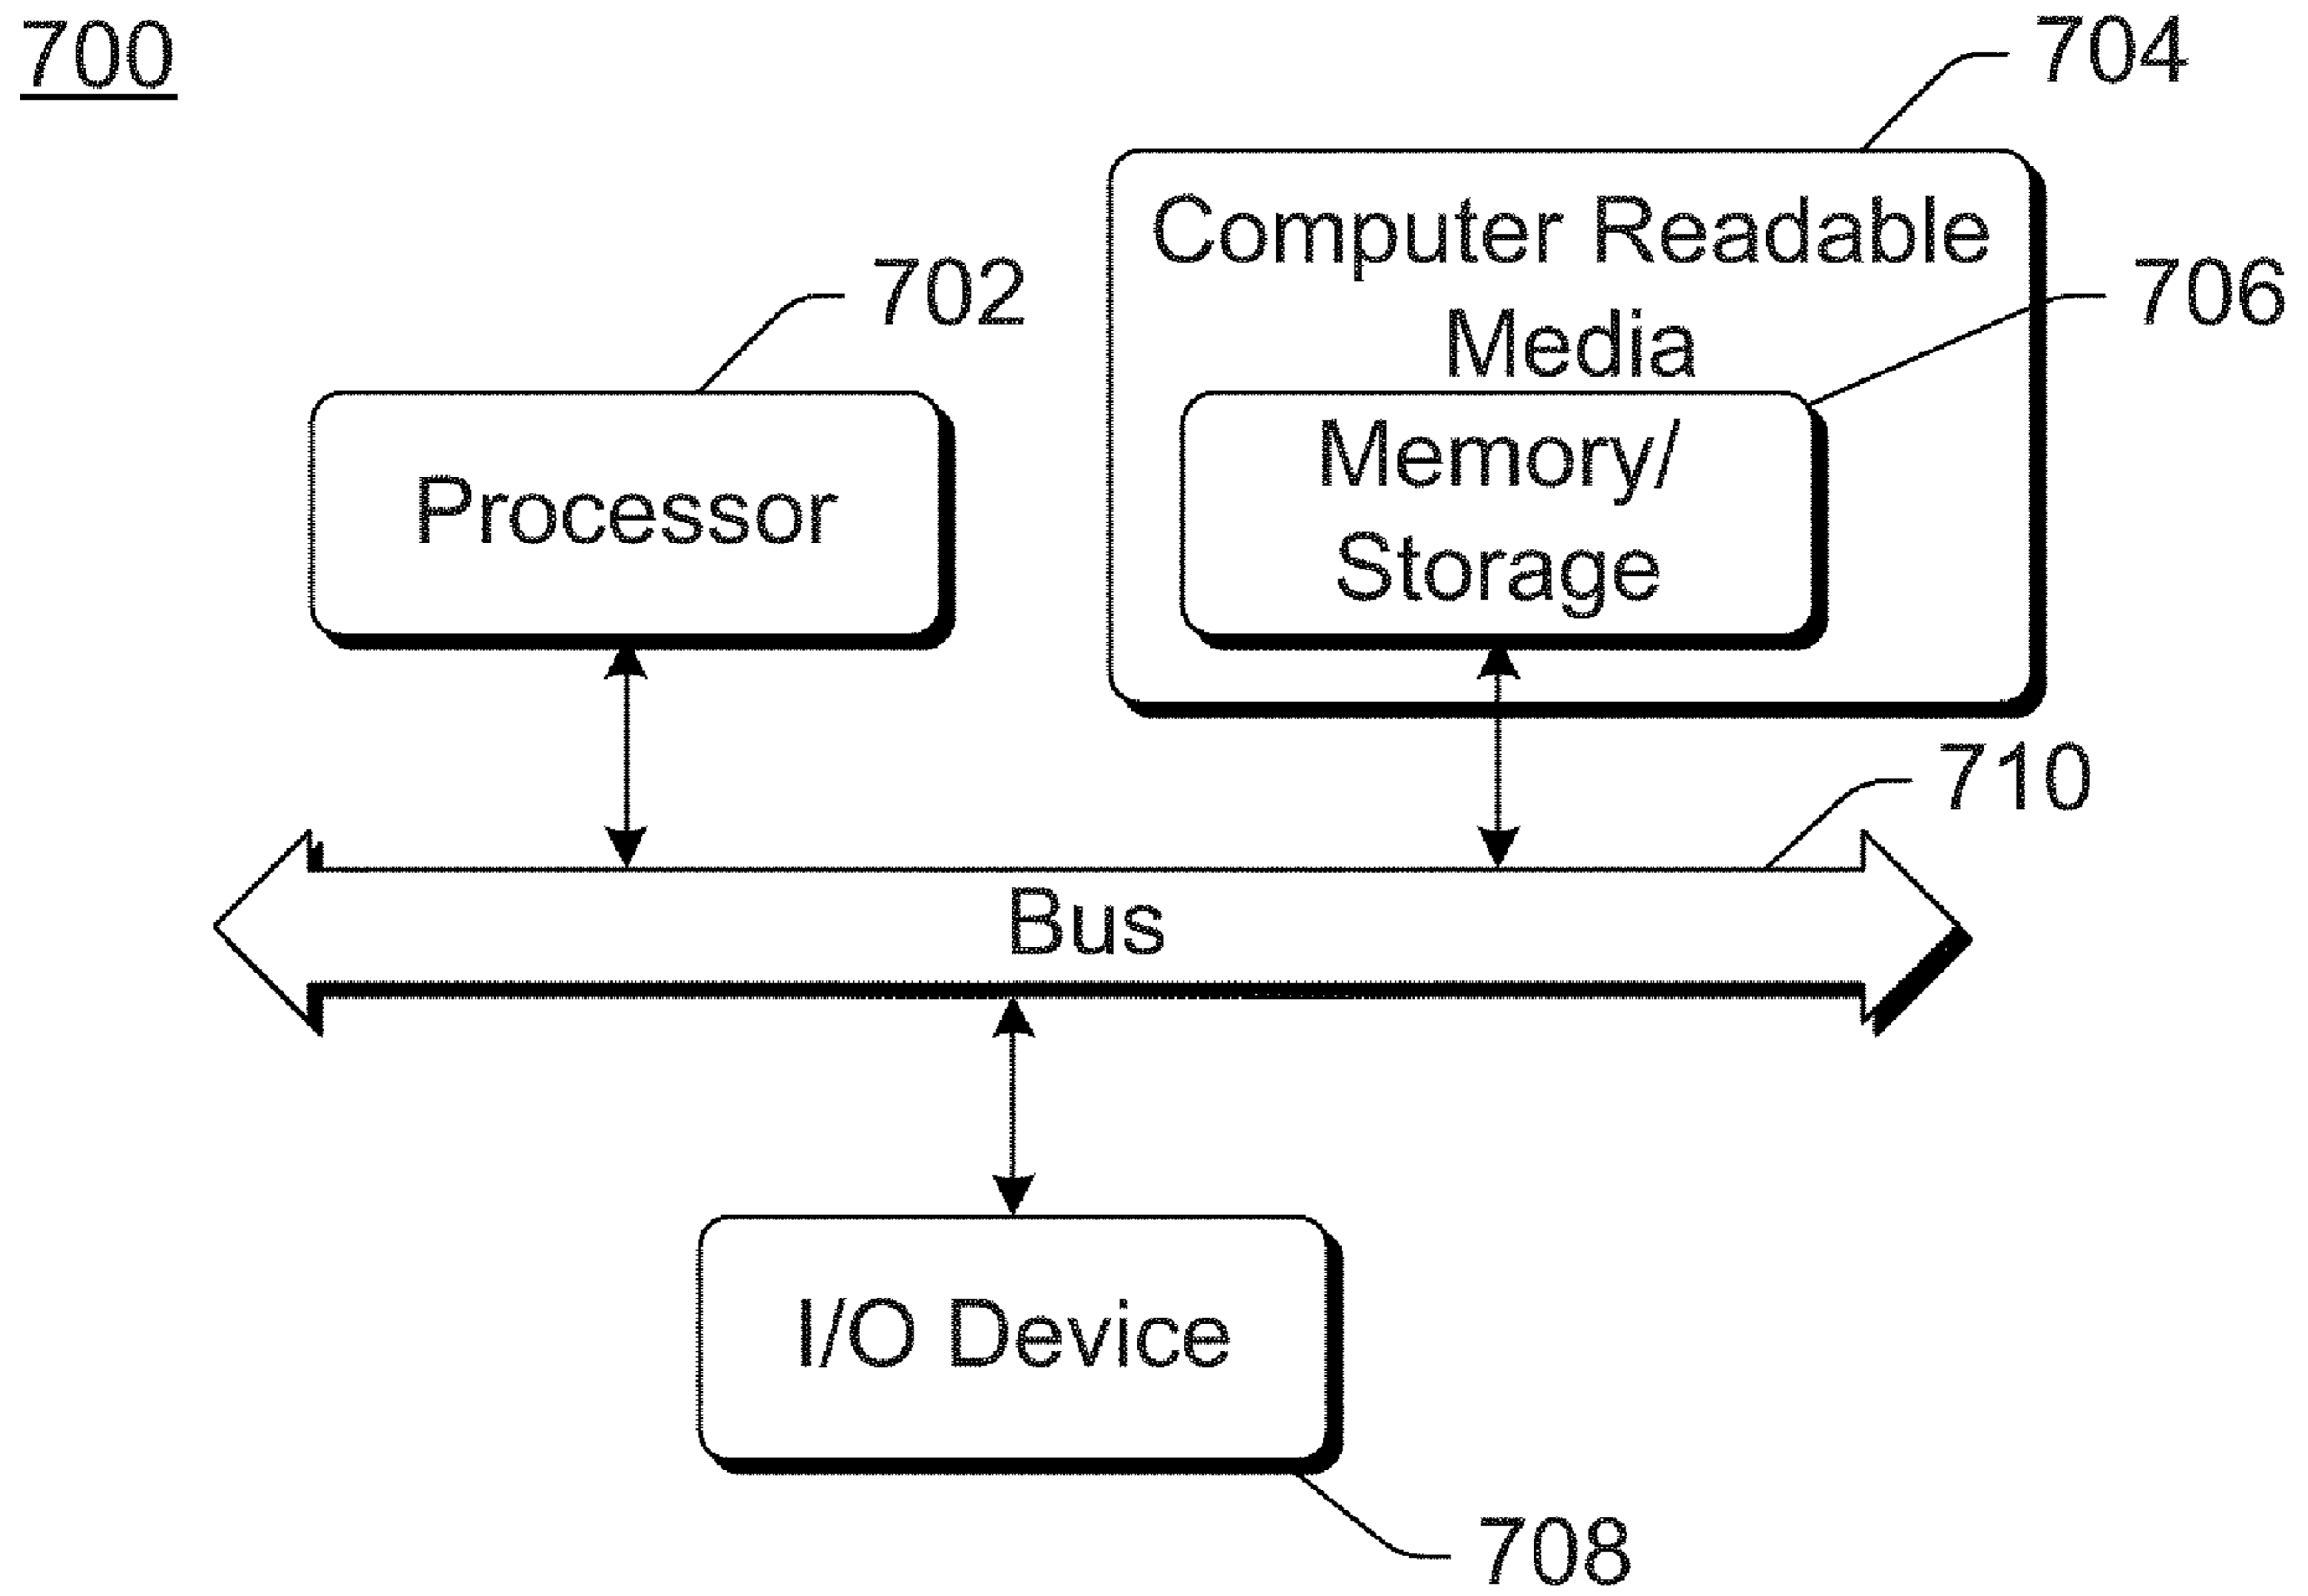 700
704
Computer Readable
Media
702
706
Processor
Memory/
Storage
710
Bus
I/O Device
708